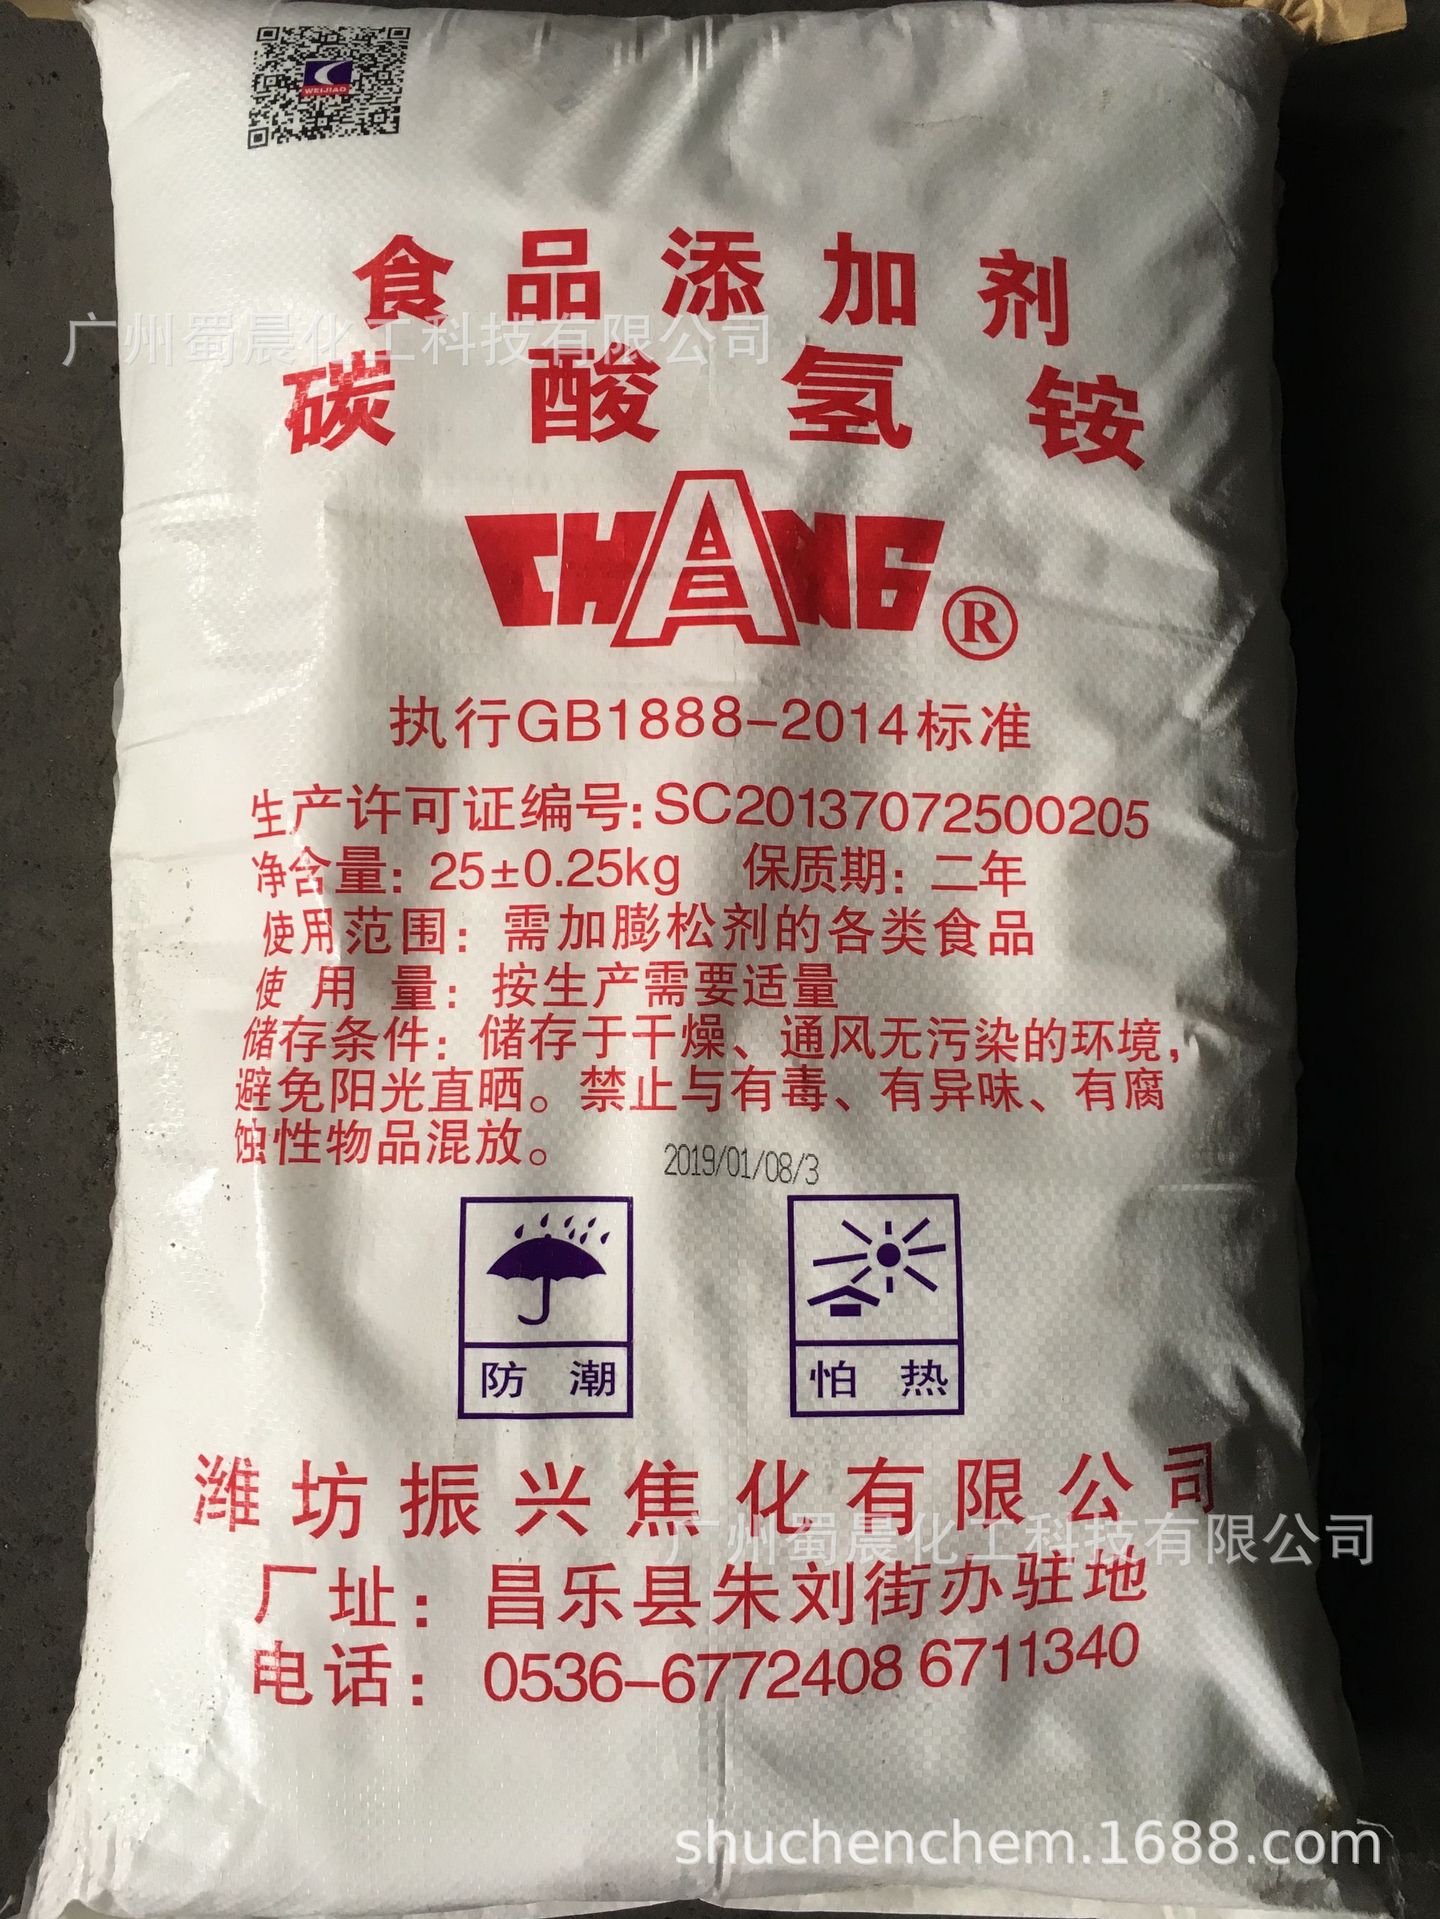 WEIJIAO
食品添加剂
广州蜀晨化工科技有限公司
碳酸氢铵
CHANG®
执行GB1888-2014标准
生产许可证编号:SC20137072500205
净含量: 25±0.25kg 保质期: 二年
使用范围: 需加膨松剂的各类食品
使用量: 按生产需要适量
储存条件: 储存于干燥、通风无污染的环境,
避免阳光直晒。禁止与有毒、有异味、有腐
蚀性物品混放。
2019/01/08/3
防潮 怕热
潍坊振兴焦化有限公司
广州蜀晨化工科技有限公司
厂址: 昌乐县朱刘街办驻地
电话: 0536-6772408 6711340
shuchenchem.1688.com